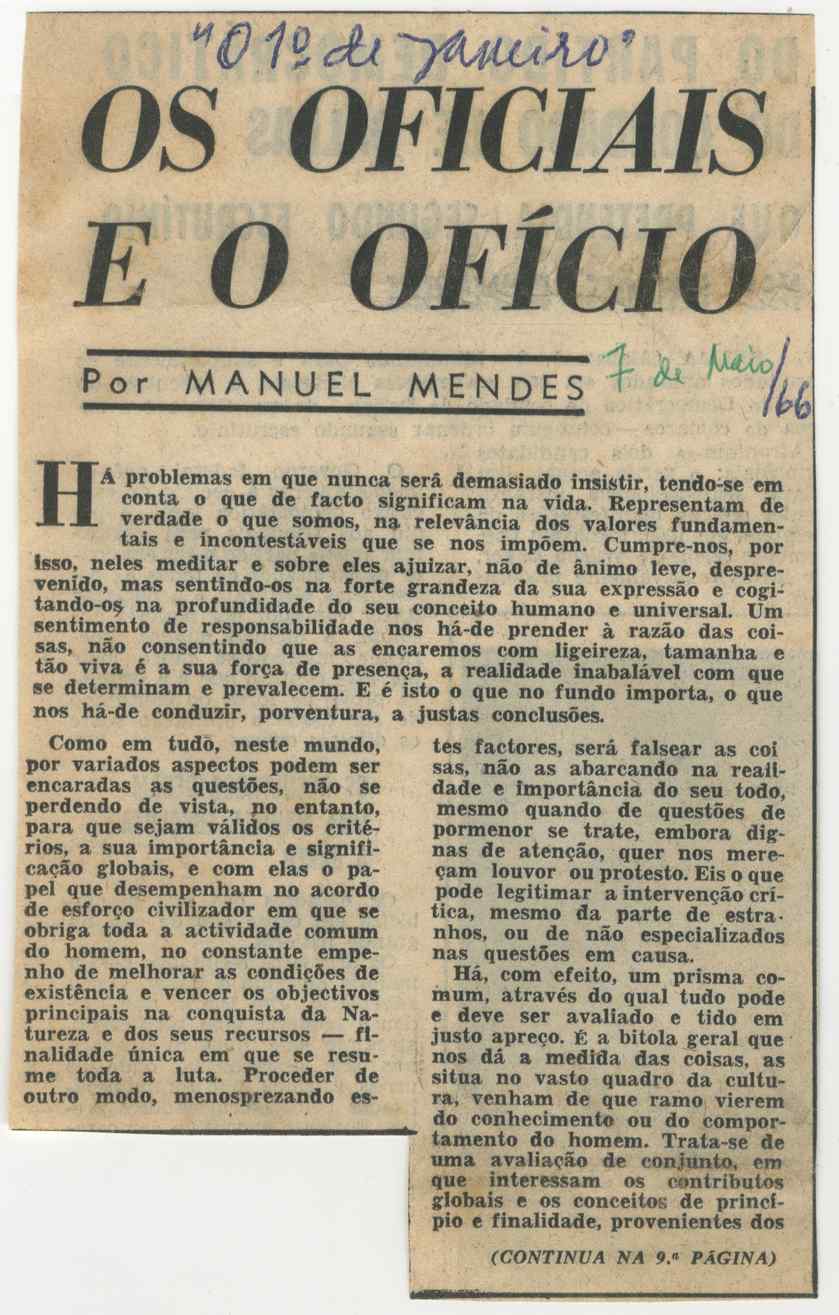 "O 1º de Janeiro"
OS OFICIAIS
E O OFÍCIO
Por MANUEL MENDES
7 de Maio/66
HÁ problemas em que nunca será demasiado insistir, tendo-se em
conta o que de facto significam na vida. Representam de
verdade o que somos, na relevância dos valores fundamen-
tais e incontestáveis que se nos impõem. Cumpre-nos, por
isso, neles meditar e sobre eles ajuizar, não de ânimo leve, despre-
venido, mas sentindo-os na forte grandeza da sua expressão e cogi-
tando-os na profundidade do seu conceito humano e universal. Um
sentimento de responsabilidade nos há-de prender à razão das coi-
sas, não consentindo que as encaremos com ligeireza, tamanha e
tão viva é a sua força de presença, a realidade inabalável com que
se determinam e prevalecem. E é isto o que no fundo importa, o que
nos há-de conduzir, porventura, a justas conclusões.
Como em tudo, neste mundo,
por variados aspectos podem ser
encaradas as questões, não se
perdendo de vista, no entanto,
para que sejam válidos os crité-
rios, a sua importância e signifi-
cação globais, e com elas o pa-
pel que desempenham no acordo
de esforço civilizador em que se
obriga toda a actividade comum
do homem, no constante empe-
nho de melhorar as condições de
existência e vencer os objectivos
principais na conquista da Na-
tureza e dos seus recursos — fi-
nalidade única em que se resu-
me toda a luta. Proceder de
outro modo, menosprezando es-
tes factores, será falsear as coi
sas, não as abarcando na reali-
dade e importância do seu todo,
mesmo quando de questões de
pormenor se trate, embora dig-
nas de atenção, quer nos mere-
çam louvor ou protesto. Eis o que
pode legitimar a intervenção crí-
tica, mesmo da parte de estra-
nhos, ou de não especializados
nas questões em causa.
Há, com efeito, um prisma co-
mum, através do qual tudo pode
e deve ser avaliado e tido em
justo apreço. É a bitola geral que
nos dá a medida das coisas, as
situa no vasto quadro da cultu-
ra, venham de que ramo vierem
do conhecimento ou do compor-
tamento do homem. Trata-se de
uma avaliação de conjunto, em
que interessam os contributos
globais e os conceitos de princí-
pio e finalidade, provenientes dos
(CONTINUA NA 9.ª PÁGINA)